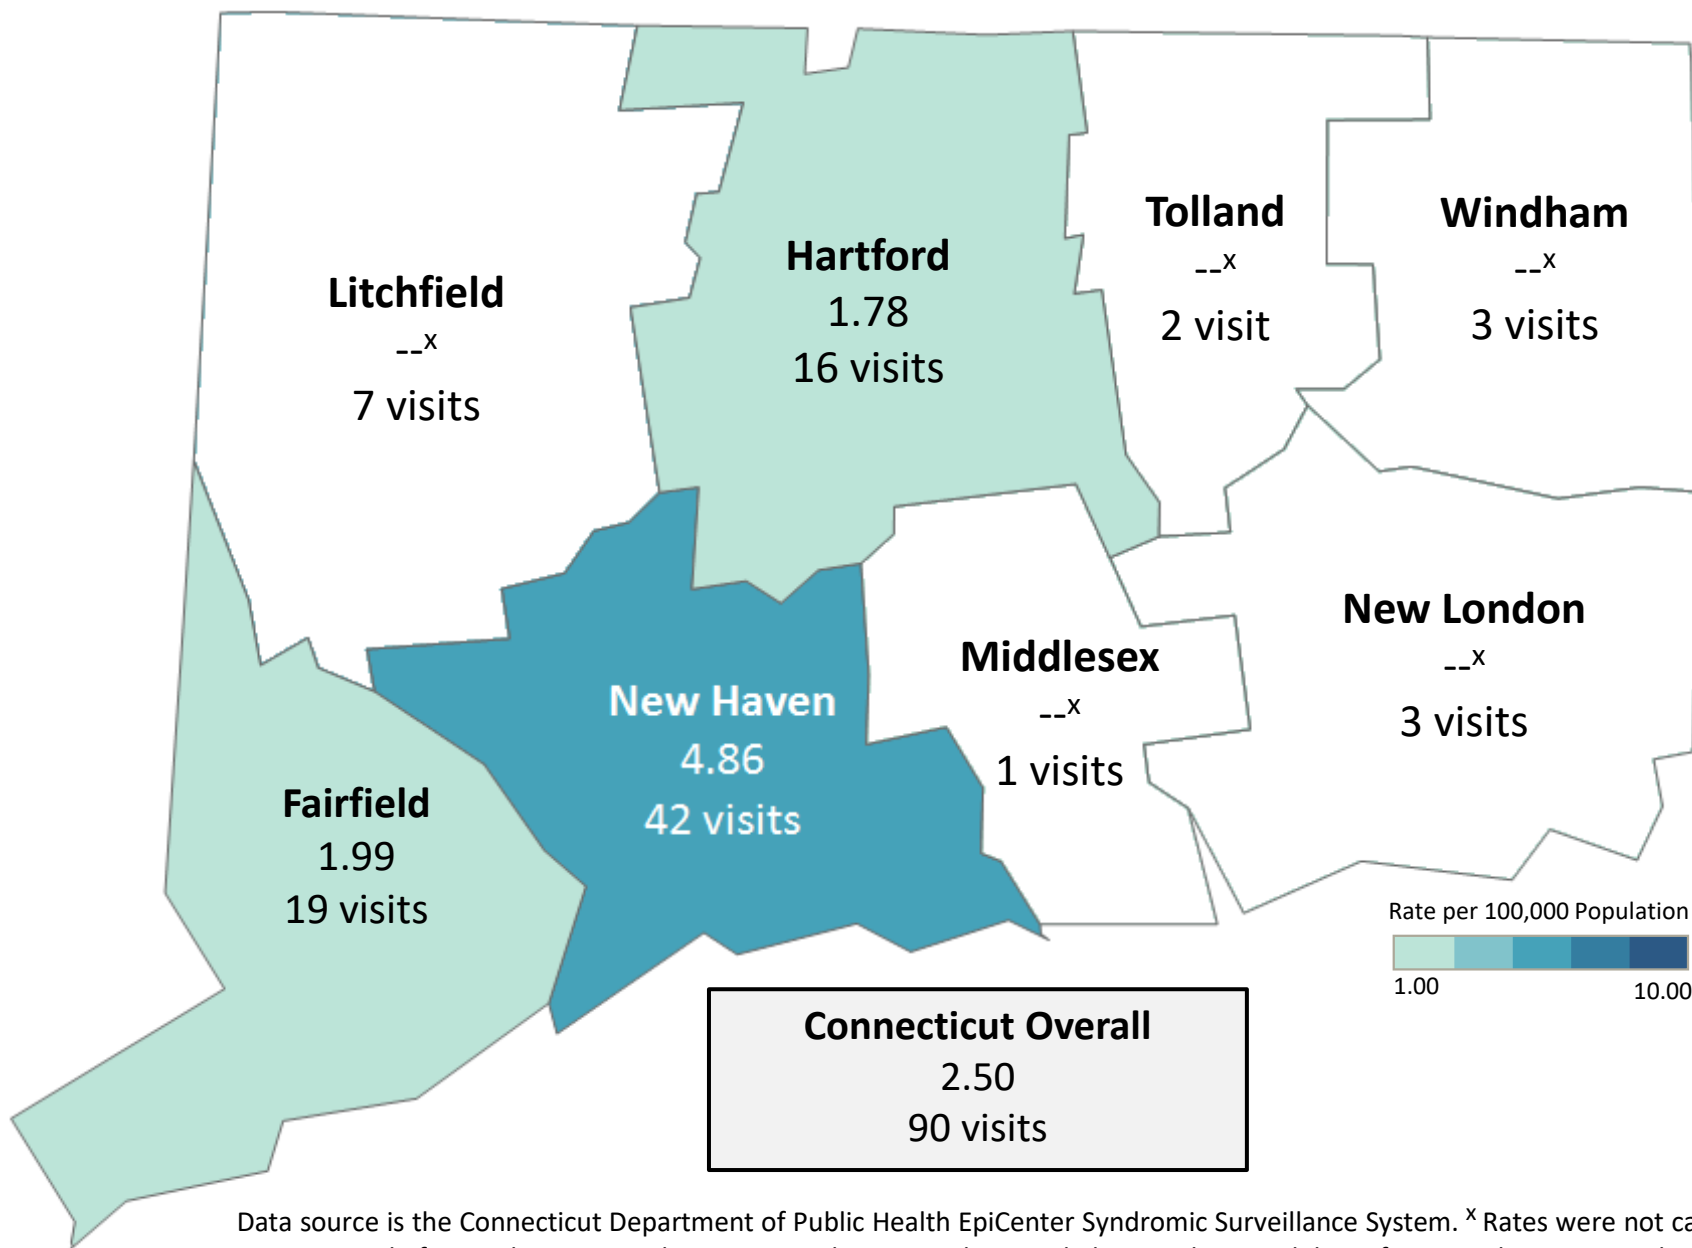 Litchfield
--ˣ
7 visits
Hartford
1.78
16 visits
Tolland
--ˣ
2 visit
Windham
--ˣ
3 visits
New Haven
4.86
42 visits
Middlesex
--ˣ
1 visits
New London
--ˣ
3 visits
Fairfield
1.99
19 visits
Rate per 100,000 Population
1.00 10.00
Connecticut Overall
2.50
90 visits
Data source is the Connecticut Department of Public Health EpiCenter Syndromic Surveillance System. ˣ Rates were not ca